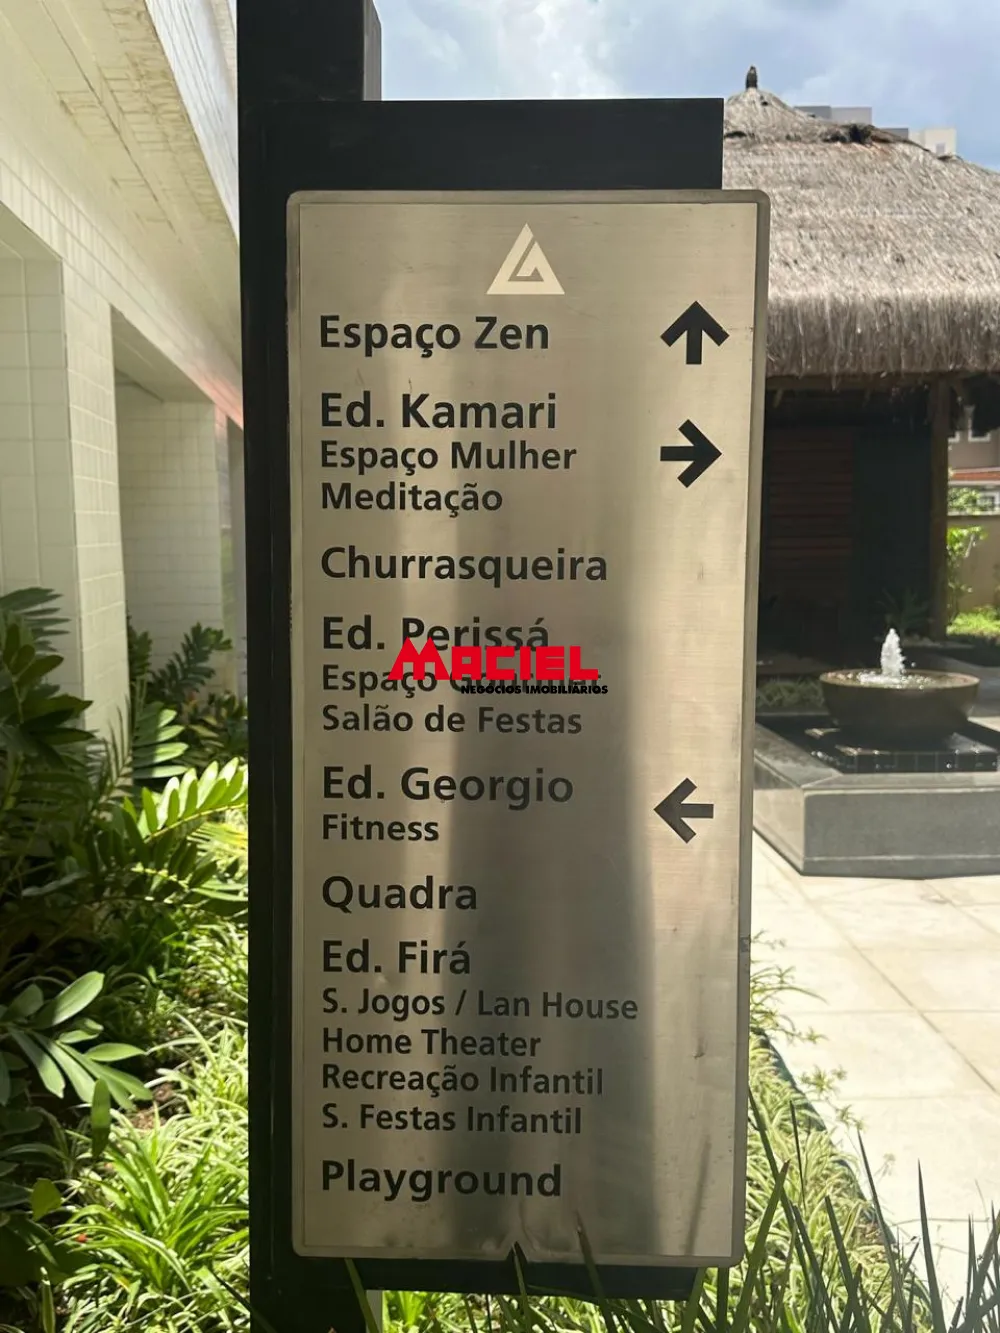 Espaço Zen
Ed. Kamari
Espaço Mulher
Meditação
Churrasqueira
Ed. Perissá
MACIEL
Espaço
NEGÓCIOS IMOBILIÁRIOS
Salão de Festas
Ed. Georgio
Fitness
Quadra
Ed. Firá
S. Jogos / Lan House
Home Theater
Recreação Infantil
S. Festas Infantil
Playground